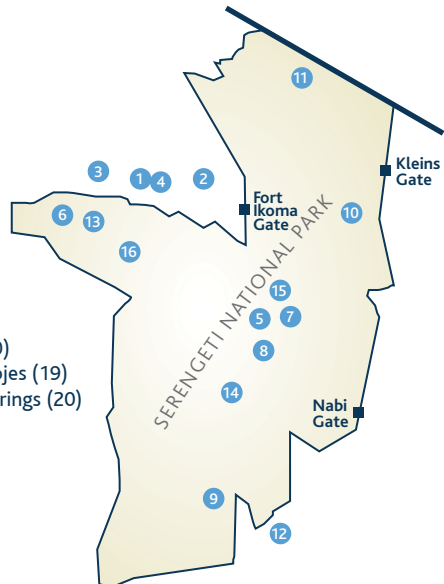 11
3
1
4
2
Kleins
Gate
Fort
Ikoma
Gate
6
13
10
16
SERENGETI NATIONAL PARK
15
5
7
8
14
)
ojes (19)
rings (20)
Nabi
Gate
9
12